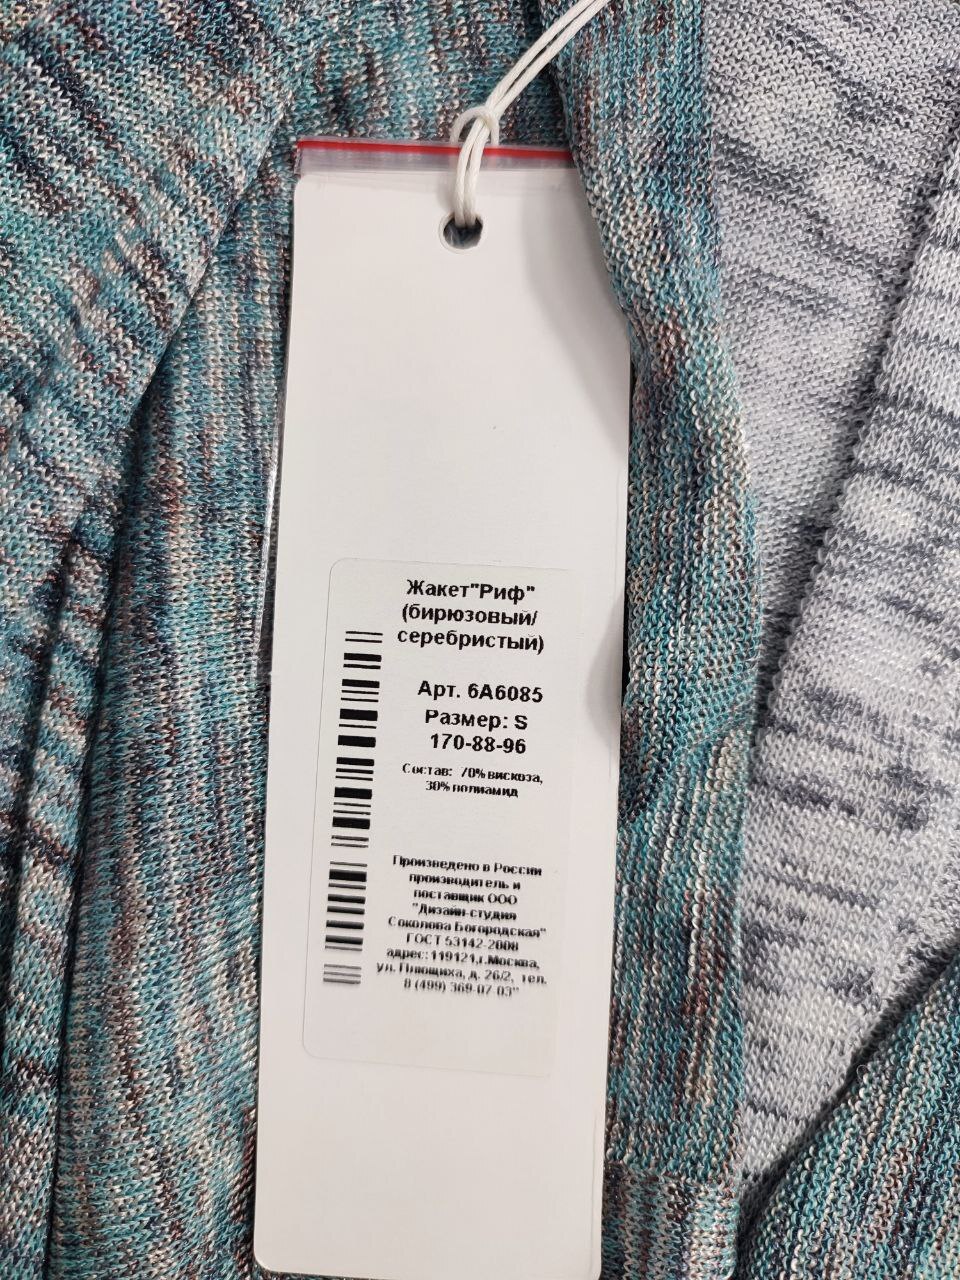 Жакет"Риф"
(бирюзовый/
серебристый)
Арт. 6А6085
Размер: S
170-88-96
Состав: 70% вискоза,
30% полиамид
Произведено в России
производитель и
поставщик ООО
"Дизайн-студия
Соколова Богородская"
ГОСТ 53142-2008
адрес: 119121,г.Москва,
ул. Плющиха, д. 26/2, тел.
8 (499) 369-07-03"